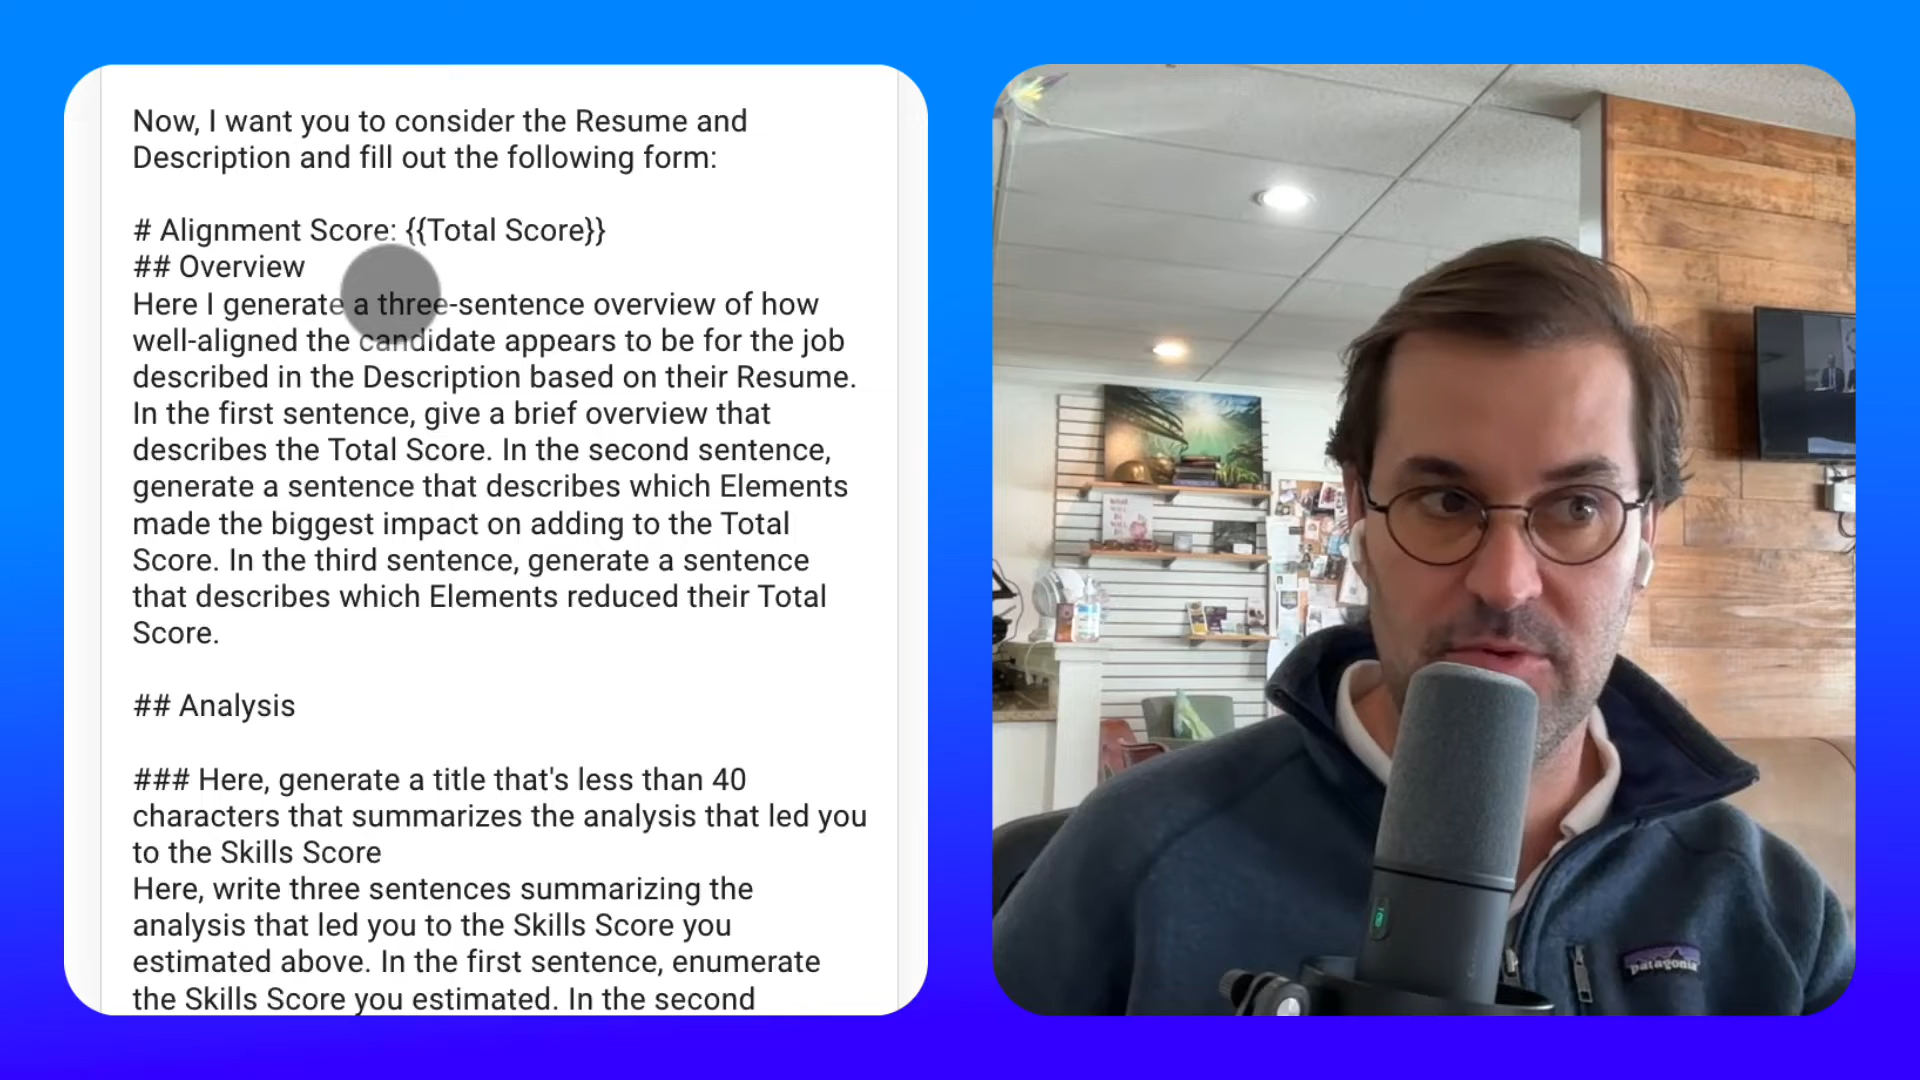 Now, I want you to consider the Resume and
Description and fill out the following form:
# Alignment Score: {{Total Score}}
## Overview
Here I generate a three-sentence overview of how
well-aligned the candidate appears to be for the job
described in the Description based on their Resume.
In the first sentence, give a brief overview that
describes the Total Score. In the second sentence,
generate a sentence that describes which Elements
made the biggest impact on adding to the Total
Score. In the third sentence, generate a sentence
that describes which Elements reduced their Total
Score.
## Analysis
### Here, generate a title that's less than 40
characters that summarizes the analysis that led you
to the Skills Score
Here, write three sentences summarizing the
analysis that led you to the Skills Score you
estimated above. In the first sentence, enumerate
the Skills Score you estimated. In the second
WHAT
WILL
BE
WILL
BE
patagonia